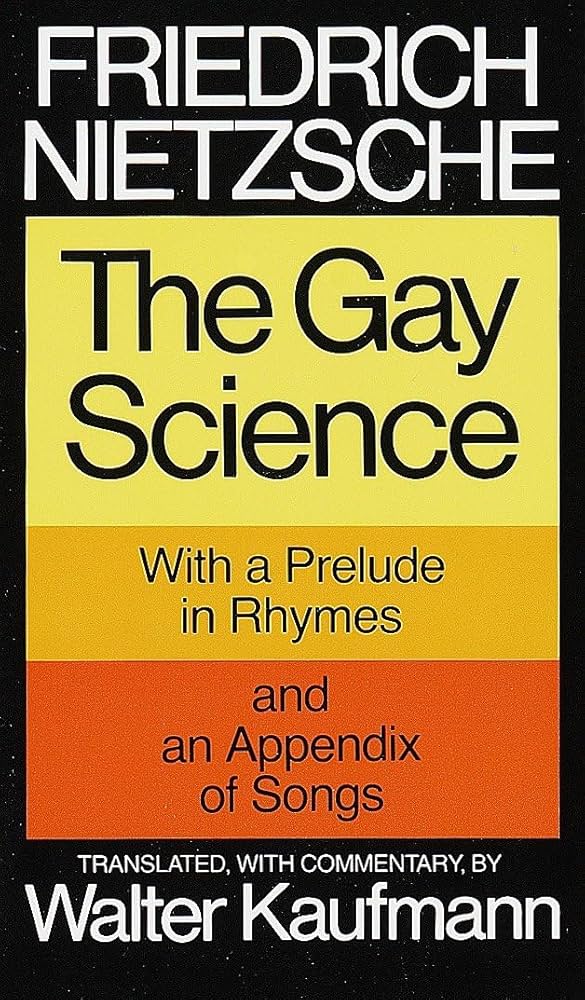 FRIEDRICH
NIETZSCHE
The Gay
Science
With a Prelude
in Rhymes
and
an Appendix
of Songs
TRANSLATED, WITH COMMENTARY, BY
Walter Kaufmann